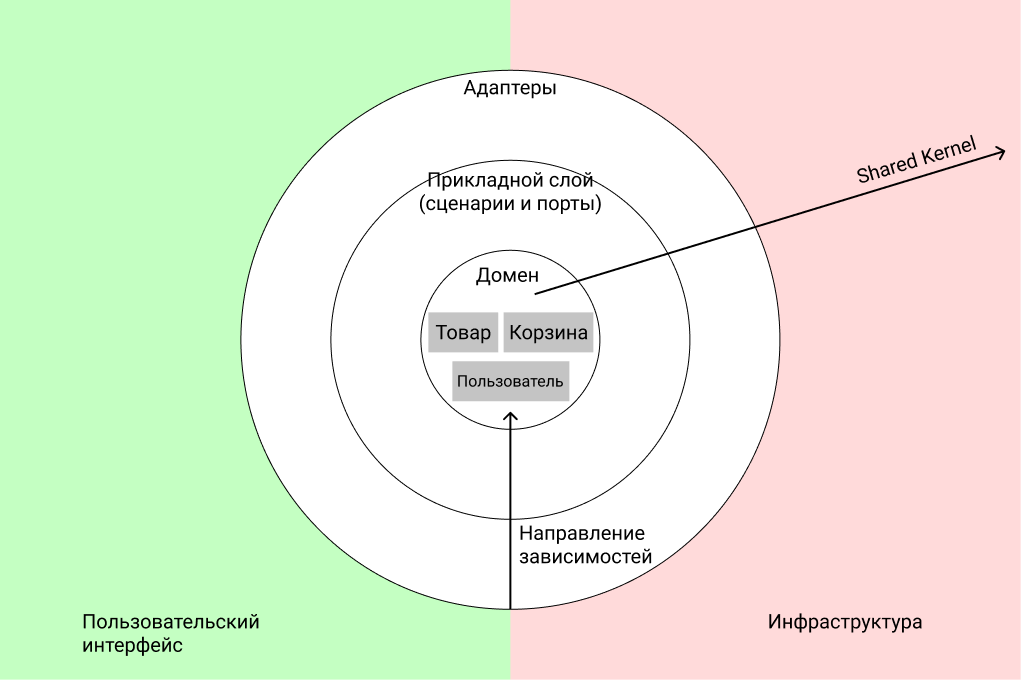 Адаптеры
Shared Kernel
Прикладной слой
(сценарии и порты)
Домен
Товар
Корзина
Пользователь
Направление
зависимостей
Пользовательский
интерфейс
Инфраструктура